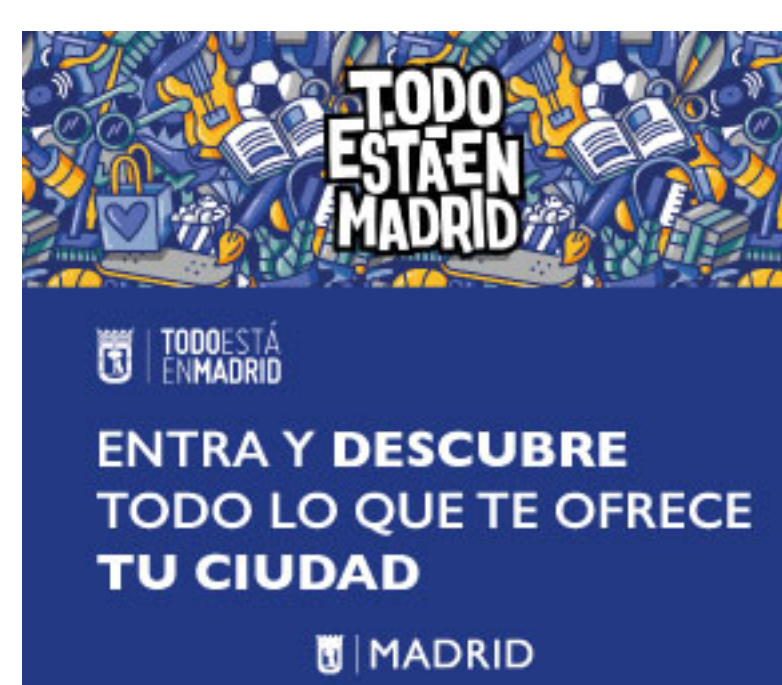 TODO
ESTÁ EN
MADRID
TODOESTÁ
ENMADRID
ENTRA Y DESCUBRE
TODO LO QUE TE OFRECE
TU CIUDAD
MADRID